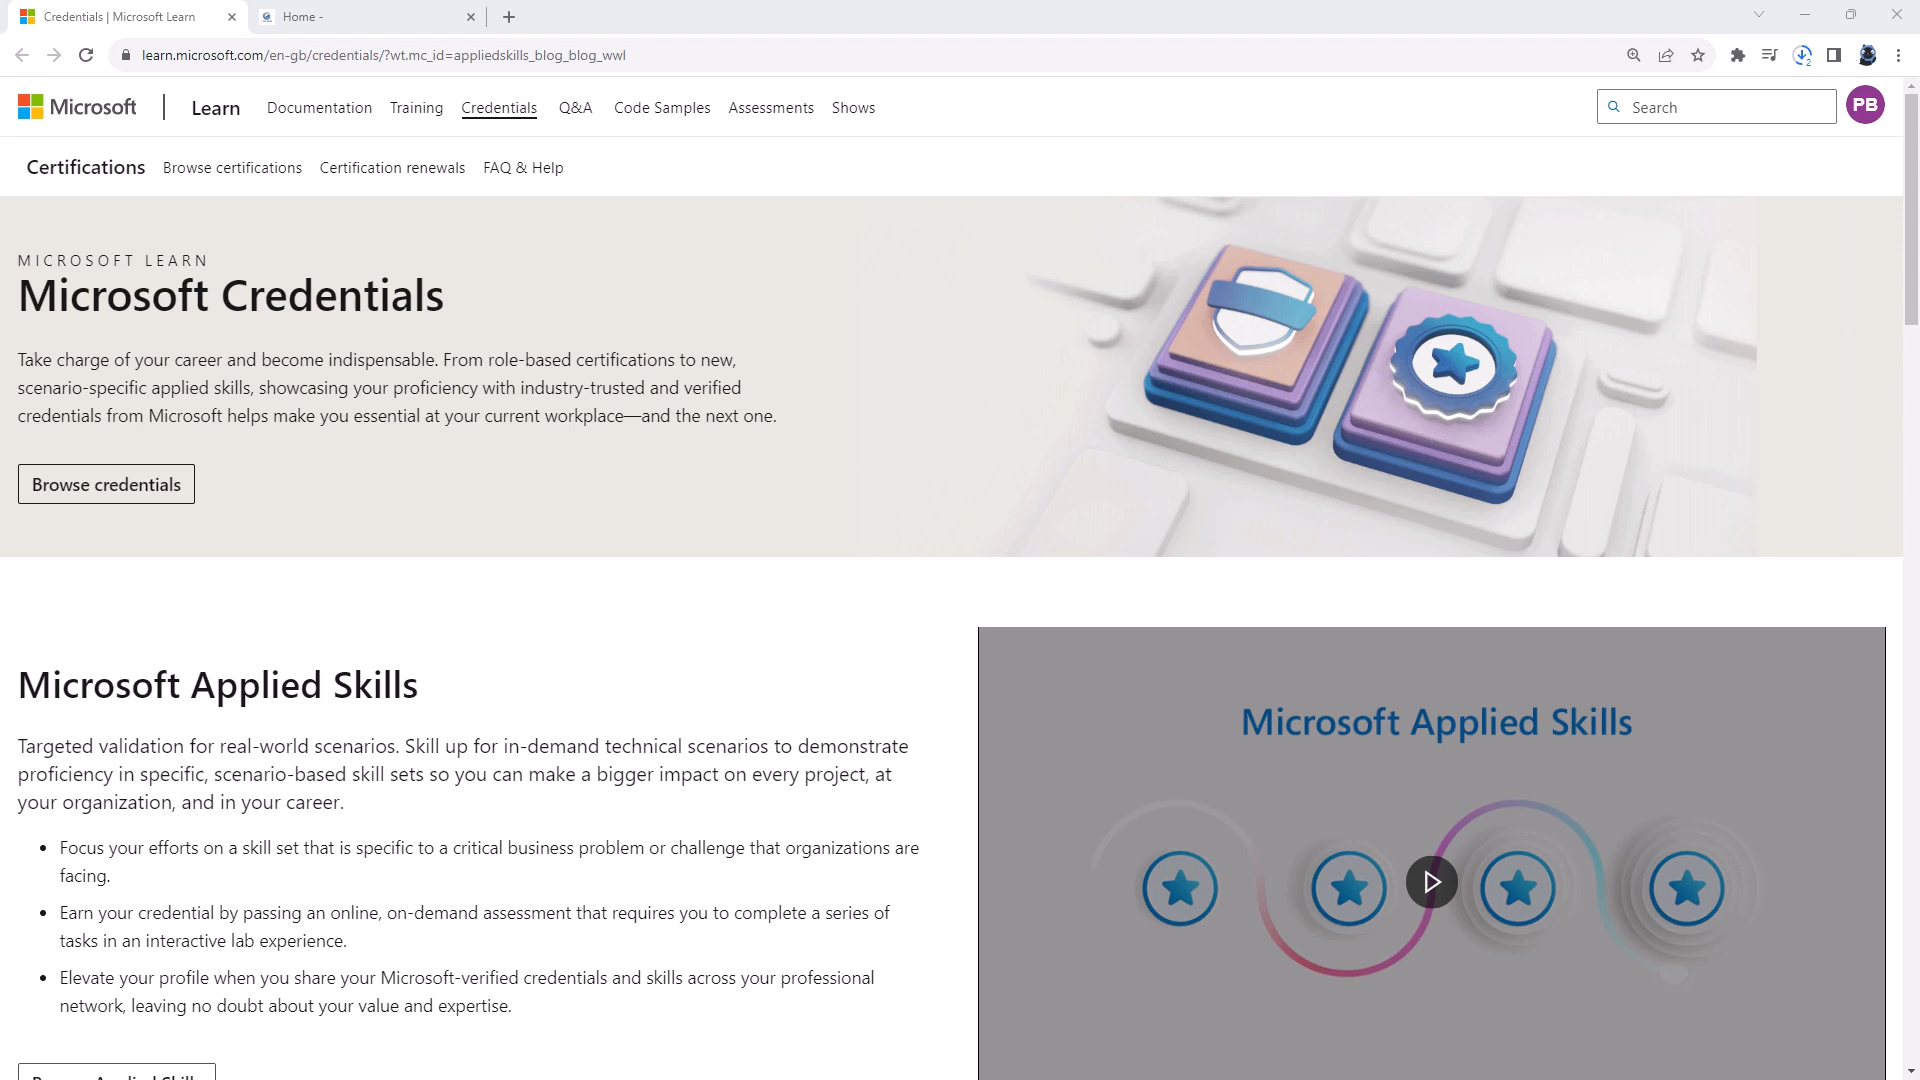 Credentials | Microsoft Learn
Home -
learn.microsoft.com/en-gb/credentials/?wt.mc_id=appliedskills_blog_blog_wwl
2
Microsoft
Learn
Documentation
Training
Credentials
Q&A
Code Samples
Assessments
Shows
Search
PB
Certifications
Browse certifications
Certification renewals
FAQ & Help
MICROSOFT LEARN
Microsoft Credentials
Take charge of your career and become indispensable. From role-based certifications to new,
scenario-specific applied skills, showcasing your proficiency with industry-trusted and verified
credentials from Microsoft helps make you essential at your current workplace—and the next one.
Browse credentials
Microsoft Applied Skills
Targeted validation for real-world scenarios. Skill up for in-demand technical scenarios to demonstrate
proficiency in specific, scenario-based skill sets so you can make a bigger impact on every project, at
your organization, and in your career.
• Focus your efforts on a skill set that is specific to a critical business problem or challenge that organizations are
facing.
• Earn your credential by passing an online, on-demand assessment that requires you to complete a series of
tasks in an interactive lab experience.
• Elevate your profile when you share your Microsoft-verified credentials and skills across your professional
network, leaving no doubt about your value and expertise.
Microsoft Applied Skills